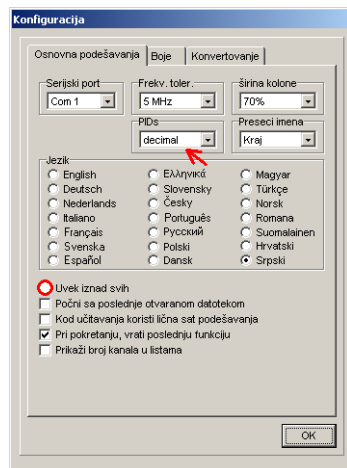 Konfiguracija
Osnovna podešavanja Boje Konvertovanje
Serijski port Frekv. toler. širina kolone
Com 1 5 MHz 70%
PIDs Preseci imena
decimal Kraj
Jezik
English Ελληνικά Magyar
Deutsch Slovensky Türkçe
Nederlands Česky Norsk
Italiano Português Romana
Français Русский Suomalainen
Svenska Polski Hrvatski
Español Dansk Srpski
Uvek iznad svih
Počni sa poslednje otvaranom datotekom
Kod učitavanja koristi lična sat podešavanja
Pri pokretanju, vrati poslednju funkciju
Prikaži broj kanala u listama
OK